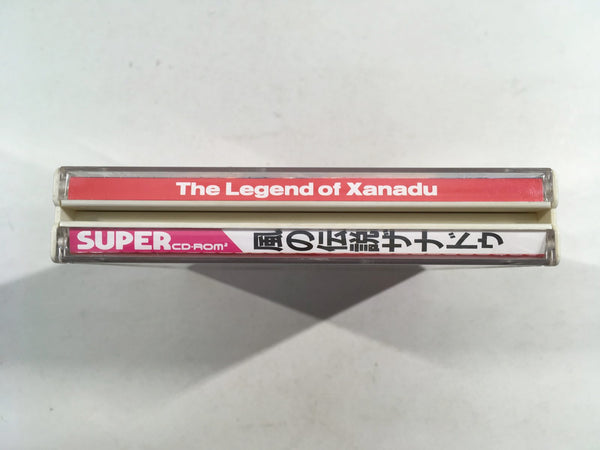 The Legend of Xanadu
SUPER CD-ROM² 風の伝説ザナドゥ